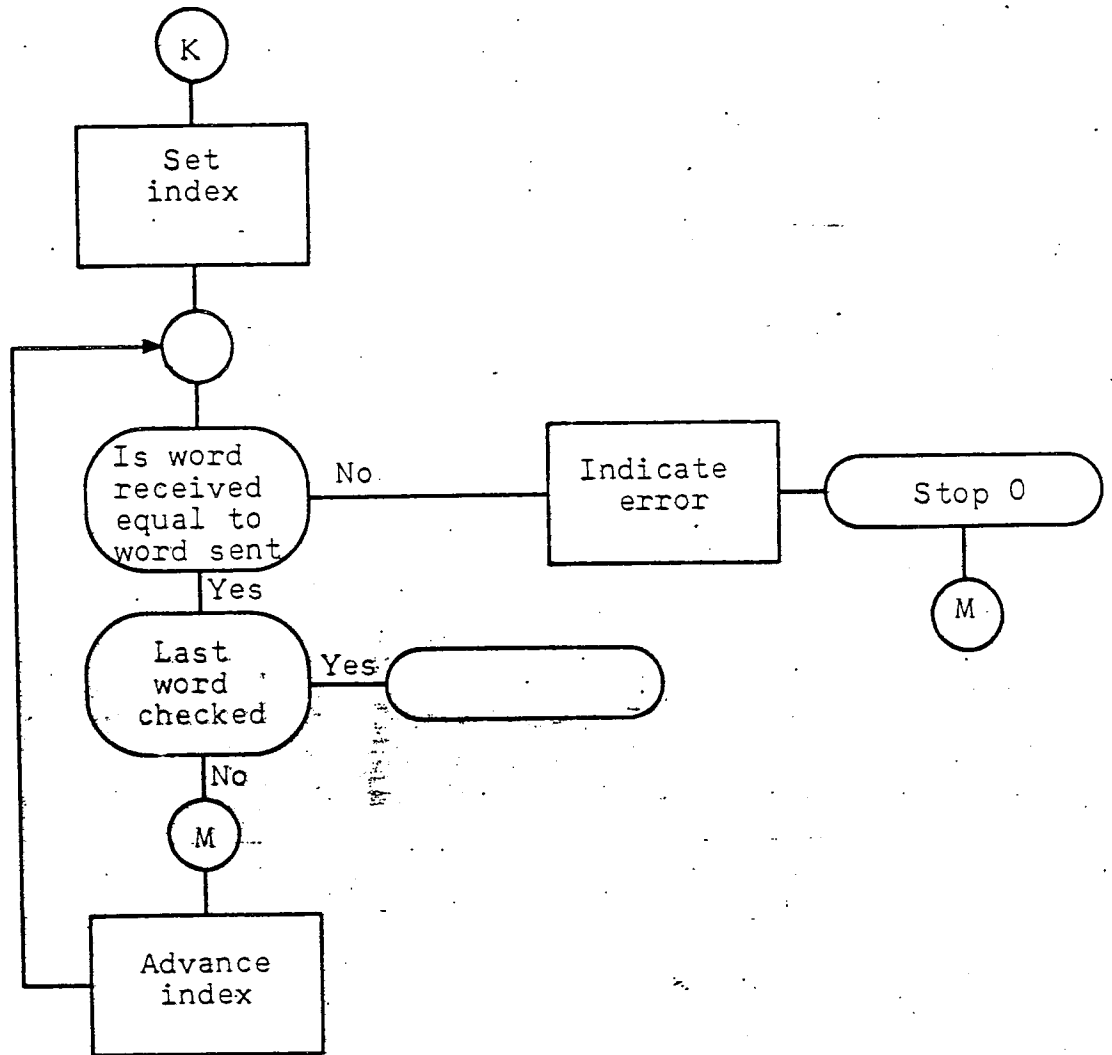 K
Set
index
Is word
received
equal to
word sent
No
Indicate
error
Stop 0
M
Yes
Last
word
checked
Yes
No
M
Advance
index